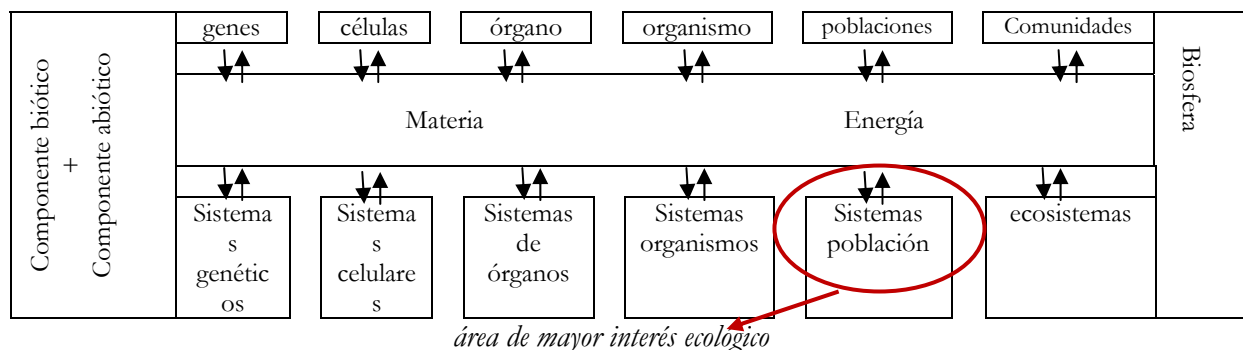 Componente biótico
+
Componente abiótico
genes
células
órgano
organismo
poblaciones
Comunidades
Biosfera
Materia
Energía
Sistema
s
genétic
os
Sistema
s
celulare
s
Sistemas
de
órganos
Sistemas
organismos
Sistemas
población
ecosistemas
área de mayor interés ecológico